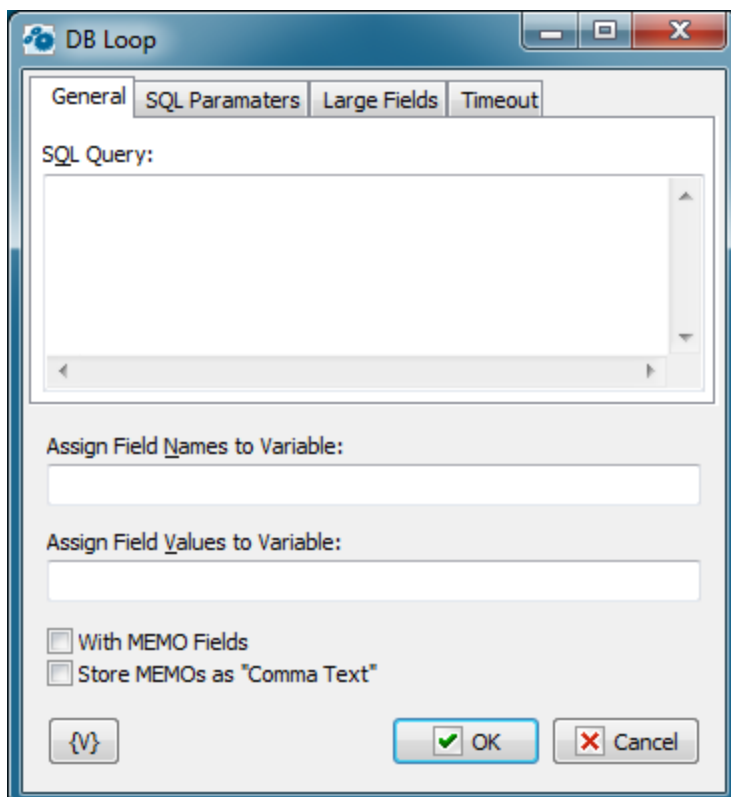 DB Loop
General SQL Paramaters Large Fields Timeout
SQL Query:
Assign Field Names to Variable:
Assign Field Values to Variable:
With MEMO Fields
Store MEMOs as "Comma Text"
{V} OK Cancel